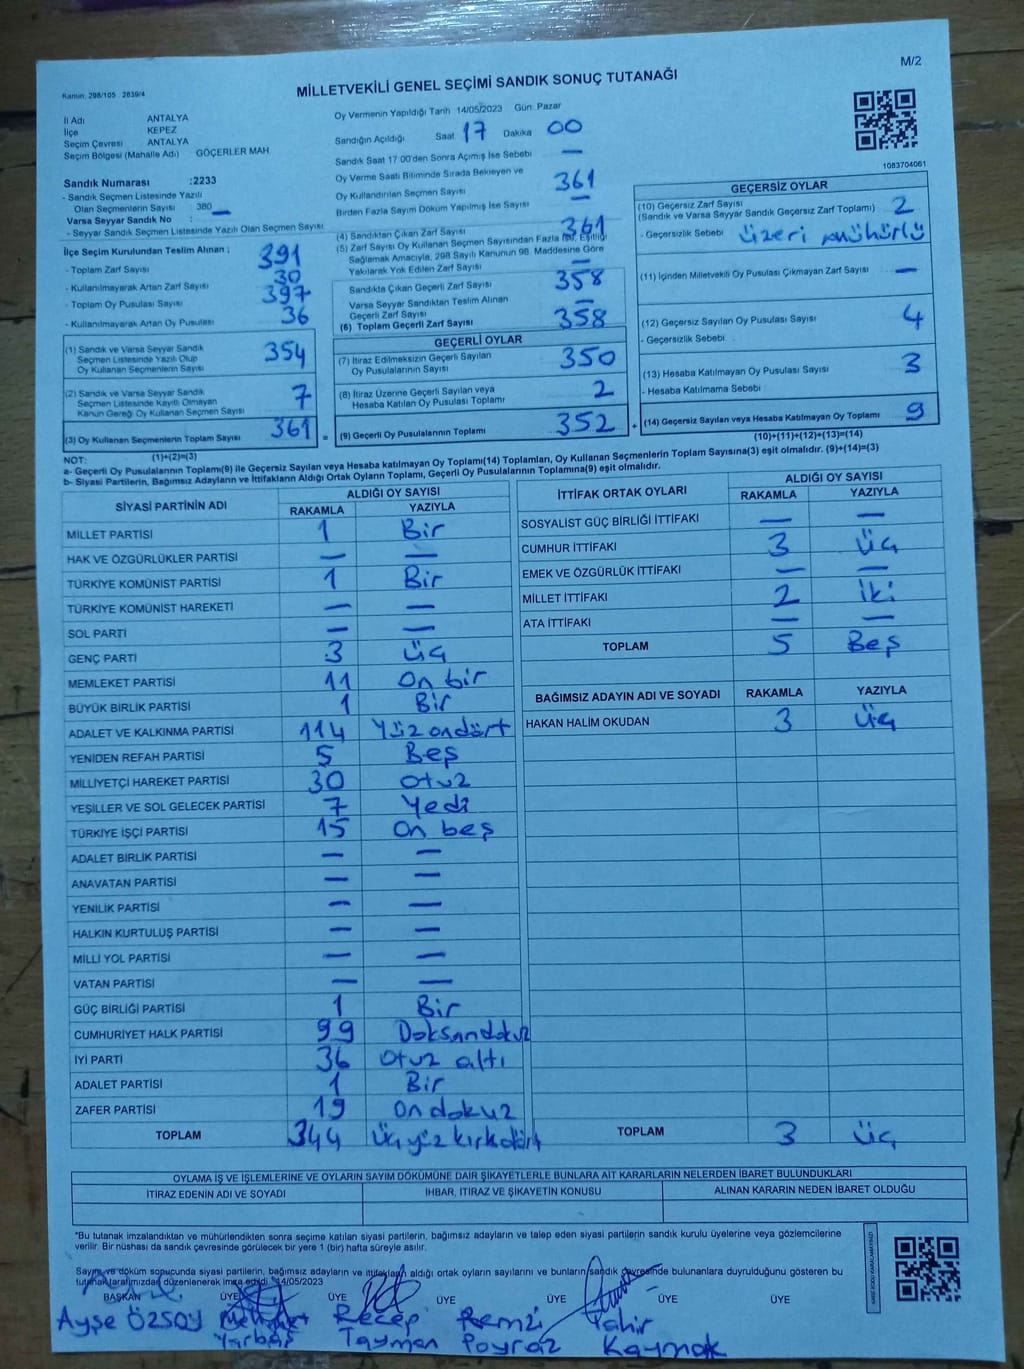 M/2
MİLLETVEKİLİ GENEL SEÇİMİ SANDIK SONUÇ TUTANAĞI
Kanun: 298/105 2839/4
İl Adı ANTALYA
İlçe KEPEZ
Seçim Çevresi ANTALYA
Seçim Bölgesi (Mahalle Adı) GÖÇERLER MAH
Sandık Numarası :2233
- Sandık Seçmen Listesinde Yazılı
Olan Seçmenlerin Sayısı 380
Varsa Seyyar Sandık No :
- Seyyar Sandık Seçmen Listesinde Yazılı Olan Seçmen Sayısı
İlçe Seçim Kurulundan Teslim Alınan ;
- Toplam Zarf Sayısı 391
- Kullanılmayarak Artan Zarf Sayısı 30
- Toplam Oy Pusulası Sayısı 397
- Kullanılmayarak Artan Oy Pusulası 36
(1) Sandık ve Varsa Seyyar Sandık
Seçmen Listesinde Yazılı Olup
Oy Kullanan Seçmenlerin Sayısı 354
(2) Sandık ve Varsa Seyyar Sandık
Seçmen Listesinde Kayıtlı Olmayan
Kanun Gereği Oy Kullanan Seçmen Sayısı 7
(3) Oy Kullanan Seçmenlerin Toplam Sayısı 361 =
(1)+(2)=(3)
Oy Vermenin Yapıldığı Tarih 14/05/2023 Gün Pazar
Sandığın Açıldığı Saat 17 Dakika 00
Sandık Saat 17:00'den Sonra Açılmış İse Sebebi —
Oy Verme Saati Bitiminde Sırada Bekleyen ve
Oy Kullandırılan Seçmen Sayısı 361
Birden Fazla Sayım Döküm Yapılmış İse Sayısı —
(4) Sandıktan Çıkan Zarf Sayısı 361
(5) Zarf Sayısı Oy Kullanan Seçmen Sayısından Fazla İse, Eşitliği
Sağlamak Amacıyla, 298 Sayılı Kanunun 98. Maddesine Göre
Yakılarak Yok Edilen Zarf Sayısı —
Sandıkta Çıkan Geçerli Zarf Sayısı 358
Varsa Seyyar Sandıktan Teslim Alınan
Geçerli Zarf Sayısı —
(6) Toplam Geçerli Zarf Sayısı 358
GEÇERLİ OYLAR
(7) İtiraz Edilmeksizin Geçerli Sayılan
Oy Pusulalarının Sayısı 350
(8) İtiraz Üzerine Geçerli Sayılan veya
Hesaba Katılan Oy Pusulası Toplamı 2
(9) Geçerli Oy Pusulalarının Toplamı 352 +
1083704061
GEÇERSİZ OYLAR
(10) Geçersiz Zarf Sayısı 2
(Sandık ve Varsa Seyyar Sandık Geçersiz Zarf Toplamı)
- Geçersizlik Sebebi üzeri mühürlü
(11) İçinden Milletvekili Oy Pusulası Çıkmayan Zarf Sayısı —
(12) Geçersiz Sayılan Oy Pusulası Sayısı 4
- Geçersizlik Sebebi
(13) Hesaba Katılmayan Oy Pusulası Sayısı 3
- Hesaba Katılmama Sebebi
(14) Geçersiz Sayılan veya Hesaba Katılmayan Oy Toplamı 9
(10)+(11)+(12)+(13)=(14)
NOT:
a- Geçerli Oy Pusulalarının Toplamı(9) ile Geçersiz Sayılan veya Hesaba katılmayan Oy Toplamı(14) Toplamları, Oy Kullanan Seçmenlerin Toplam Sayısına(3) eşit olmalıdır. (9)+(14)=(3)
b- Siyasi Partilerin, Bağımsız Adayların ve İttifakların Aldığı Ortak Oyların Toplamı, Geçerli Oy Pusulalarının Toplamına(9) eşit olmalıdır.
SİYASİ PARTİNİN ADI ALDIĞI OY SAYISI
RAKAMLA YAZIYLA
MİLLET PARTİSİ 1 Bir
HAK VE ÖZGÜRLÜKLER PARTİSİ — —
TÜRKİYE KOMÜNİST PARTİSİ 1 Bir
TÜRKİYE KOMÜNİST HAREKETİ — —
SOL PARTİ — —
GENÇ PARTİ 3 üç
MEMLEKET PARTİSİ 11 On bir
BÜYÜK BİRLİK PARTİSİ 1 Bir
ADALET VE KALKINMA PARTİSİ 114 Yüz ondört
YENİDEN REFAH PARTİSİ 5 Beş
MİLLİYETÇİ HAREKET PARTİSİ 30 Otuz
YEŞİLLER VE SOL GELECEK PARTİSİ 7 Yedi
TÜRKİYE İŞÇİ PARTİSİ 15 On beş
ADALET BİRLİK PARTİSİ — —
ANAVATAN PARTİSİ — —
YENİLİK PARTİSİ — —
HALKIN KURTULUŞ PARTİSİ — —
MİLLİ YOL PARTİSİ — —
VATAN PARTİSİ — —
GÜÇ BİRLİĞİ PARTİSİ 1 Bir
CUMHURİYET HALK PARTİSİ 99 Doksandokuz
İYİ PARTİ 36 Otuz altı
ADALET PARTİSİ 1 Bir
ZAFER PARTİSİ 19 On dokuz
TOPLAM 344 Üç yüz kırkdört
İTTİFAK ORTAK OYLARI ALDIĞI OY SAYISI
RAKAMLA YAZIYLA
SOSYALİST GÜÇ BİRLİĞİ İTTİFAKI — —
CUMHUR İTTİFAKI 3 üç
EMEK VE ÖZGÜRLÜK İTTİFAKI — —
MİLLET İTTİFAKI 2 İki
ATA İTTİFAKI — —
TOPLAM 5 Beş
BAĞIMSIZ ADAYIN ADI VE SOYADI RAKAMLA YAZIYLA
HAKAN HALİM OKUDAN 3 üç
TOPLAM 3 üç
OYLAMA İŞ VE İŞLEMLERİNE VE OYLARIN SAYIM DÖKÜMÜNE DAİR ŞİKAYETLERLE BUNLARA AİT KARARLARIN NELERDEN İBARET BULUNDUKLARI
İTİRAZ EDENİN ADI VE SOYADI İHBAR, İTİRAZ VE ŞİKAYETİN KONUSU ALINAN KARARIN NEDEN İBARET OLDUĞU
"Bu tutanak imzalandıktan ve mühürlendikten sonra seçime katılan siyasi partilerin, bağımsız adayların ve talep eden siyasi partilerin sandık kurulu üyelerine veya gözlemcilerine
verilir. Bir nüshası da sandık çevresinde görülecek bir yere 1 (bir) hafta süreyle asılır.
Sayım ve döküm sonucunda siyasi partilerin, bağımsız adayların ve ittifakların aldığı ortak oyların sayılarını ve bunların sandık çevresinde bulunanlara duyrulduğunu gösteren bu
tutanak tarafımızdan düzenlenerek imza edildi. 14/05/2023
BAŞKAN ÜYE ÜYE ÜYE ÜYE ÜYE ÜYE
Ayşe ÖZSOY Mehmet Recep Remzi Tahir
Yarbaş Tayman Poyraz Kaymak